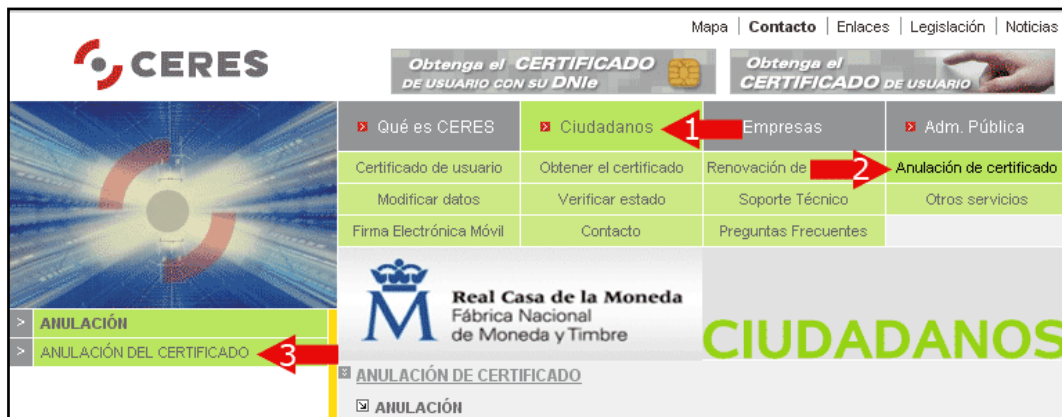 Mapa | Contacto | Enlaces | Legislación | Noticias
CERES
Obtenga el CERTIFICADO
DE USUARIO CON SU DNIe
Obtenga el
CERTIFICADO DE USUARIO
Qué es CERES
Ciudadanos
1
Empresas
Adm. Pública
Certificado de usuario
Obtener el certificado
Renovación de
2
Anulación de certificado
Modificar datos
Verificar estado
Soporte Técnico
Otros servicios
Firma Electrónica Móvil
Contacto
Preguntas Frecuentes
M
Real Casa de la Moneda
Fábrica Nacional
de Moneda y Timbre
CIUDADANOS
> ANULACIÓN
> ANULACIÓN DEL CERTIFICADO
3
ANULACIÓN DE CERTIFICADO
ANULACIÓN